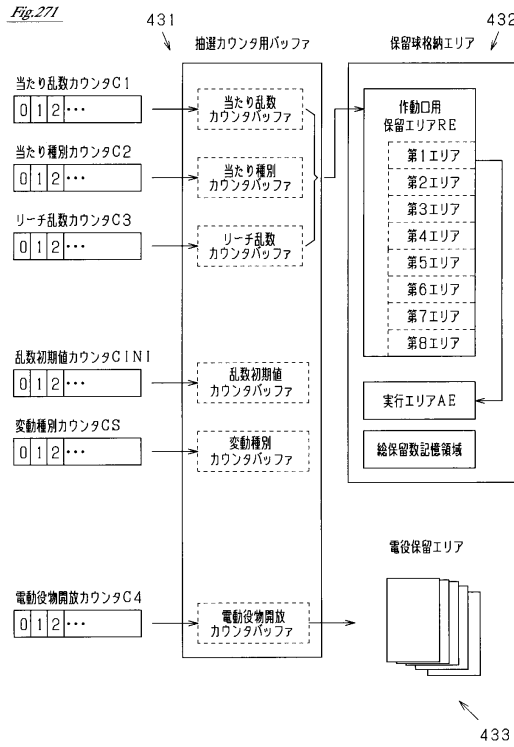 Fig.271
431
432
抽選カウンタ用バッファ
保留球格納エリア
当たり乱数カウンタC1
0 1 2 ･･･
当たり乱数
カウンタバッファ
当たり種別カウンタC2
0 1 2 ･･･
当たり種別
カウンタバッファ
リーチ乱数カウンタC3
0 1 2 ･･･
リーチ乱数
カウンタバッファ
作動口用
保留エリアRE
第1エリア
第2エリア
第3エリア
第4エリア
第5エリア
第6エリア
第7エリア
第8エリア
乱数初期値カウンタCINI
0 1 2 ･･･
乱数初期値
カウンタバッファ
実行エリアAE
変動種別カウンタCS
0 1 2 ･･･
変動種別
カウンタバッファ
総保留数記憶領域
電役保留エリア
電動役物開放カウンタC4
0 1 2 ･･･
電動役物開放
カウンタバッファ
433